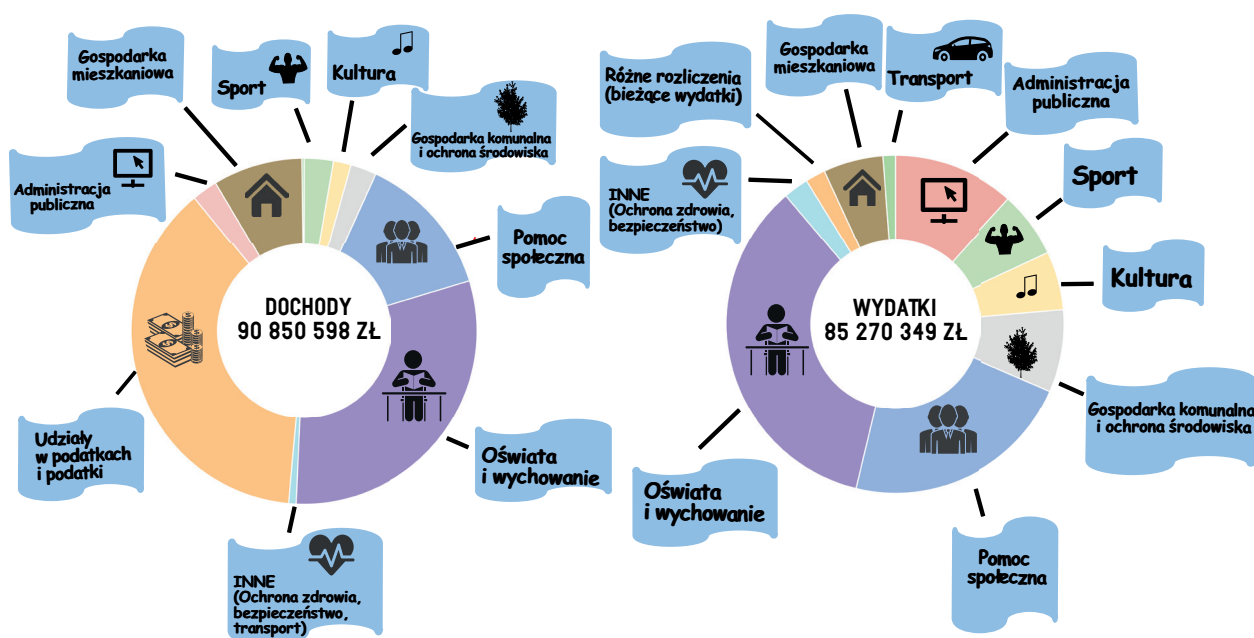 Gospodarka
mieszkaniowa
Sport
Kultura
Gospodarka komunalna
i ochrona środowiska
Administracja
publiczna
Pomoc
społeczna
DOCHODY
90 850 598 ZŁ
Udziały
w podatkach
i podatki
Oświata
i wychowanie
INNE
(Ochrona zdrowia,
bezpieczeństwo,
transport)
Różne rozliczenia
(bieżące wydatki)
Gospodarka
mieszkaniowa
Transport
Administracja
publiczna
INNE
(Ochrona zdrowia,
bezpieczeństwo)
Sport
Kultura
WYDATKI
85 270 349 ZŁ
Gospodarka komunalna
i ochrona środowiska
Oświata
i wychowanie
Pomoc
społeczna